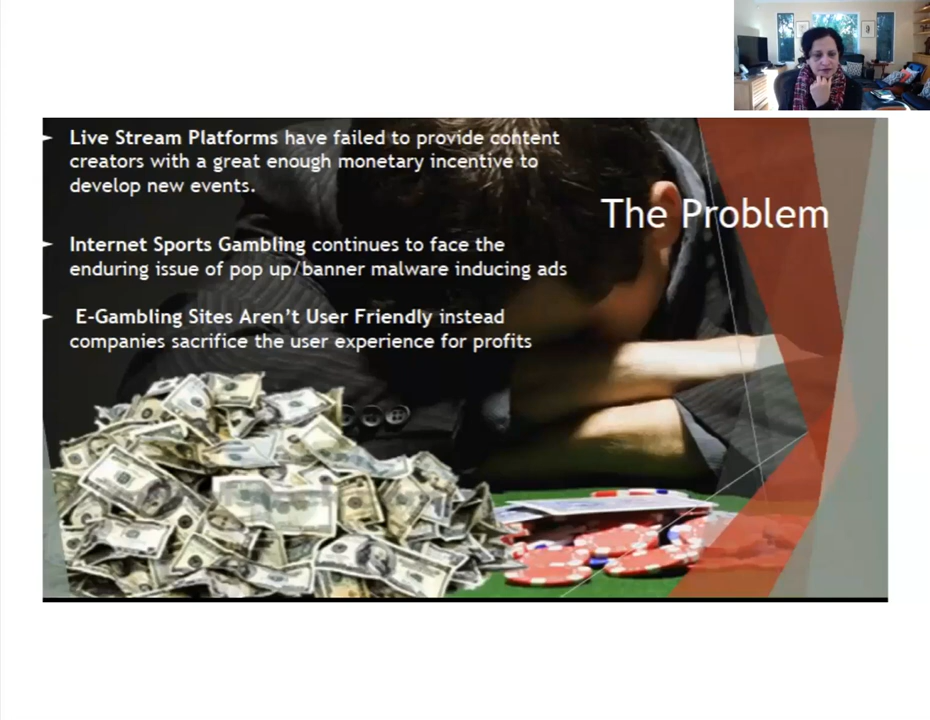 Live Stream Platforms have failed to provide content
creators with a great enough monetary incentive to
develop new events.
Internet Sports Gambling continues to face the
enduring issue of pop up/banner malware inducing ads
E-Gambling Sites Aren't User Friendly instead
companies sacrifice the user experience for profits
The Problem